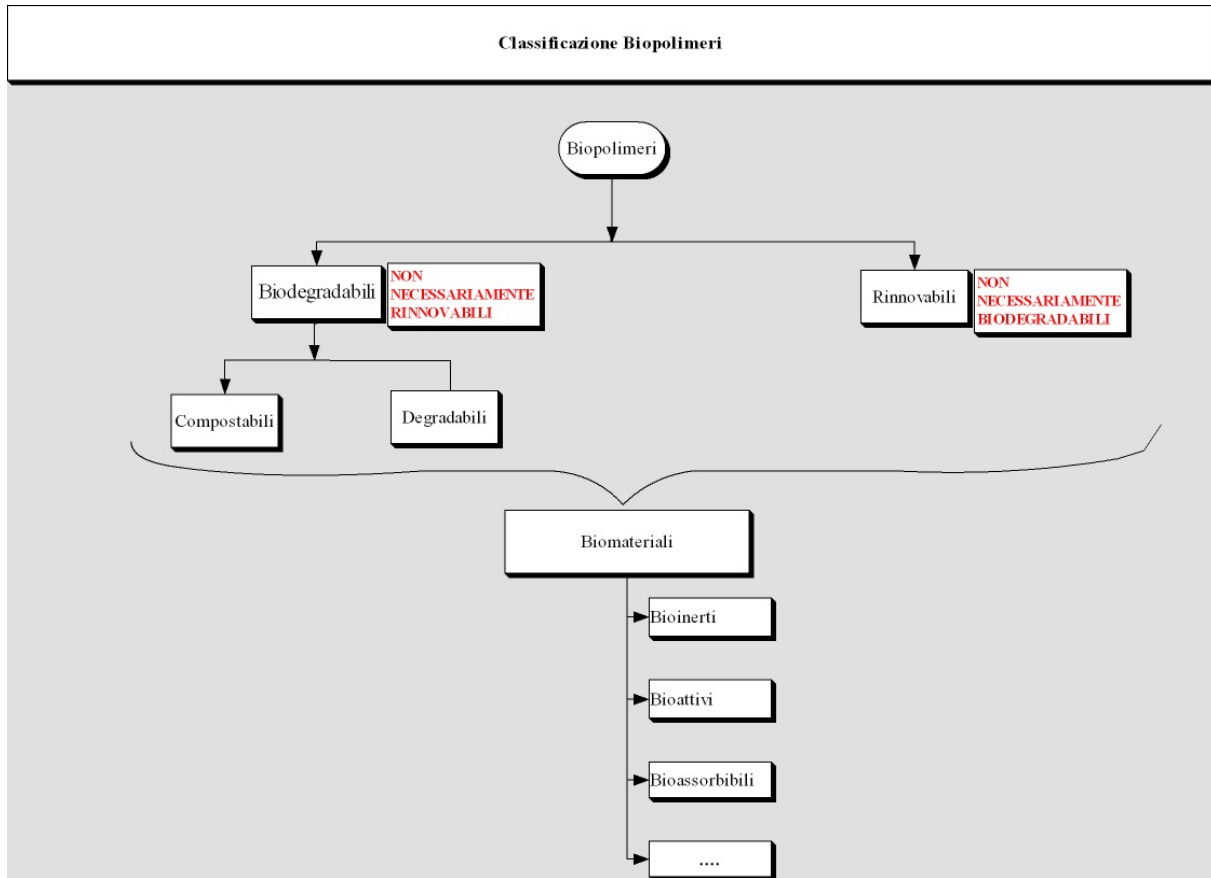 Classificazione Biopolimeri
Biopolimeri
Biodegradabili
NON
NECESSARIAMENTE
RINNOVABILI
Rinnovabili
NON
NECESSARIAMENTE
BIODEGRADABILI
Compostabili
Degradabili
Biomateriali
Bioinerti
Bioattivi
Bioassorbibili
....